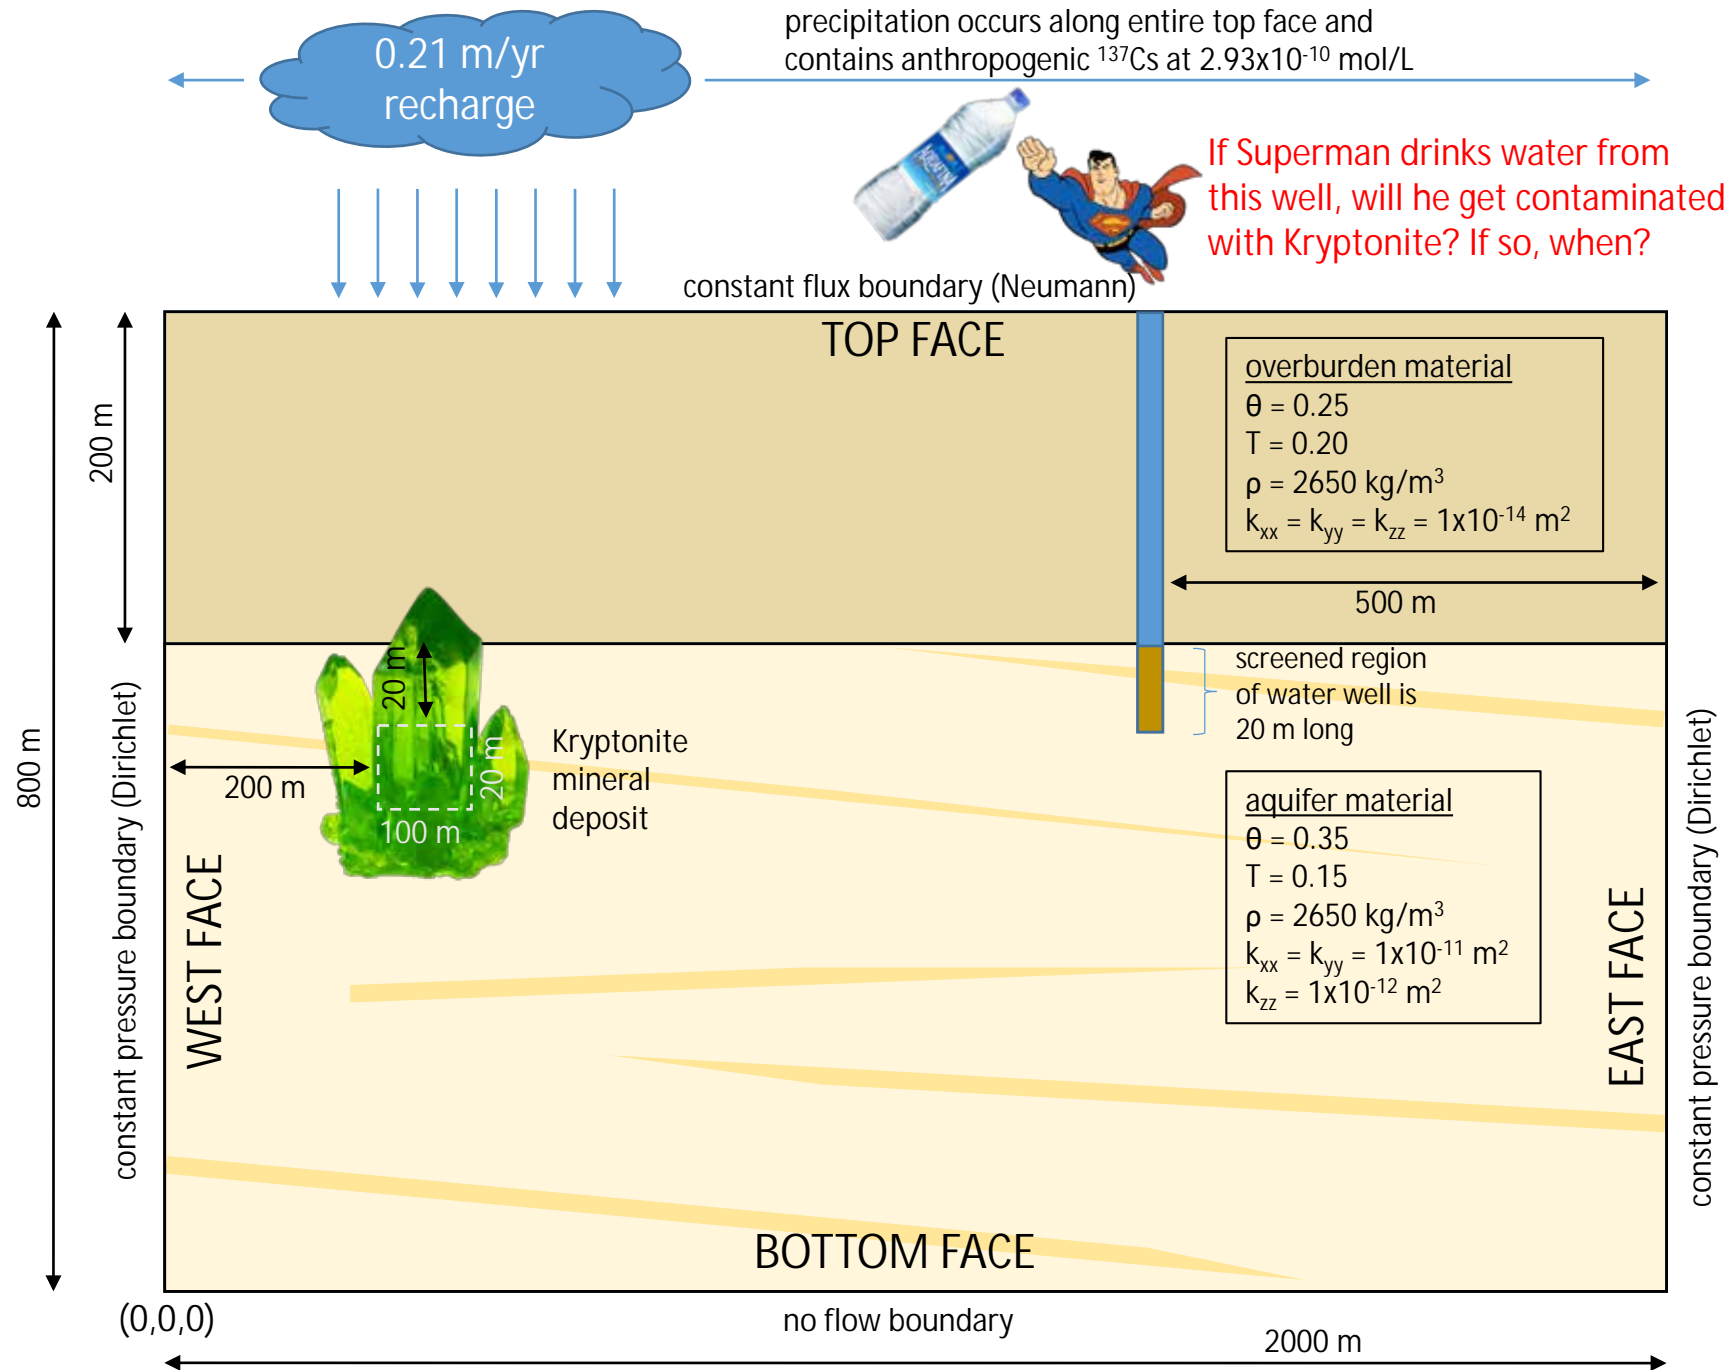 precipitation occurs along entire top face and
contains anthropogenic ¹³⁷Cs at 2.93x10⁻¹⁰ mol/L
0.21 m/yr
recharge
AQUAFINA
If Superman drinks water from
this well, will he get contaminated
with Kryptonite? If so, when?
constant flux boundary (Neumann)
TOP FACE
overburden material
θ = 0.25
T = 0.20
ρ = 2650 kg/m³
kxx = kyy = kzz = 1x10⁻¹⁴ m²
200 m
500 m
800 m
constant pressure boundary (Dirichlet)
WEST FACE
20 m
200 m
20 m
100 m
Kryptonite
mineral
deposit
screened region
of water well is
20 m long
aquifer material
θ = 0.35
T = 0.15
ρ = 2650 kg/m³
kxx = kyy = 1x10⁻¹¹ m²
kzz = 1x10⁻¹² m²
EAST FACE
constant pressure boundary (Dirichlet)
BOTTOM FACE
(0,0,0)
no flow boundary
2000 m